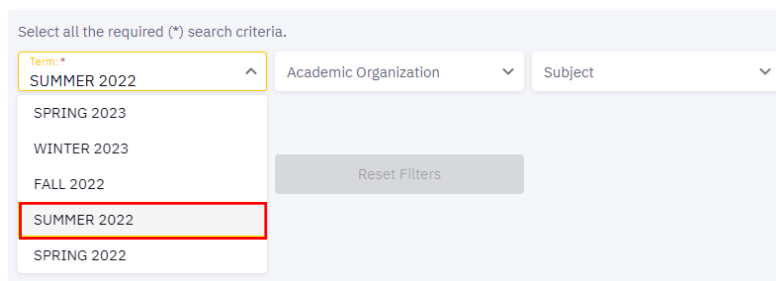 Select all the required (*) search criteria.
Term: *
SUMMER 2022
Academic Organization
Subject
SPRING 2023
WINTER 2023
FALL 2022
SUMMER 2022
SPRING 2022
Reset Filters